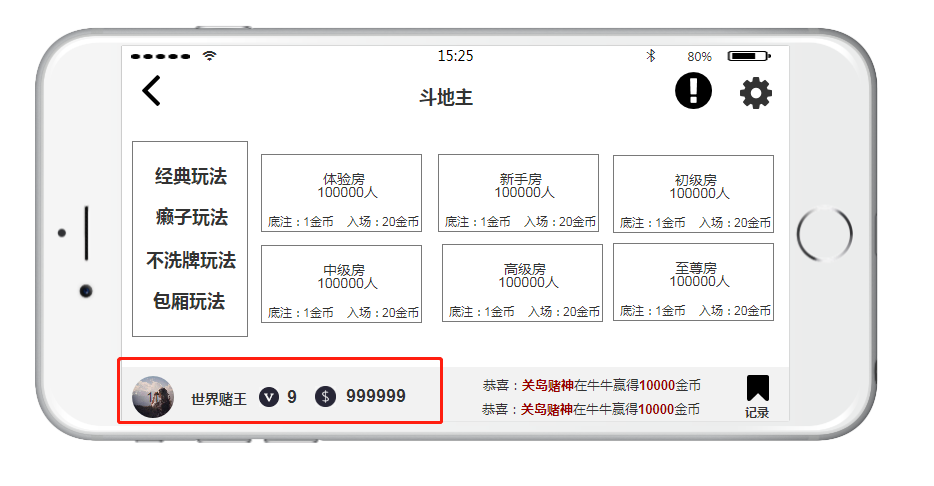 15:25
80%
斗地主
经典玩法
癞子玩法
不洗牌玩法
包厢玩法
体验房
100000人
底注：1金币 入场：20金币
新手房
100000人
底注：1金币 入场：20金币
初级房
100000人
底注：1金币 入场：20金币
中级房
100000人
底注：1金币 入场：20金币
高级房
100000人
底注：1金币 入场：20金币
至尊房
100000人
底注：1金币 入场：20金币
世界赌王 V 9 $ 999999
恭喜：关岛赌神在牛牛赢得10000金币
恭喜：关岛赌神在牛牛赢得10000金币
记录